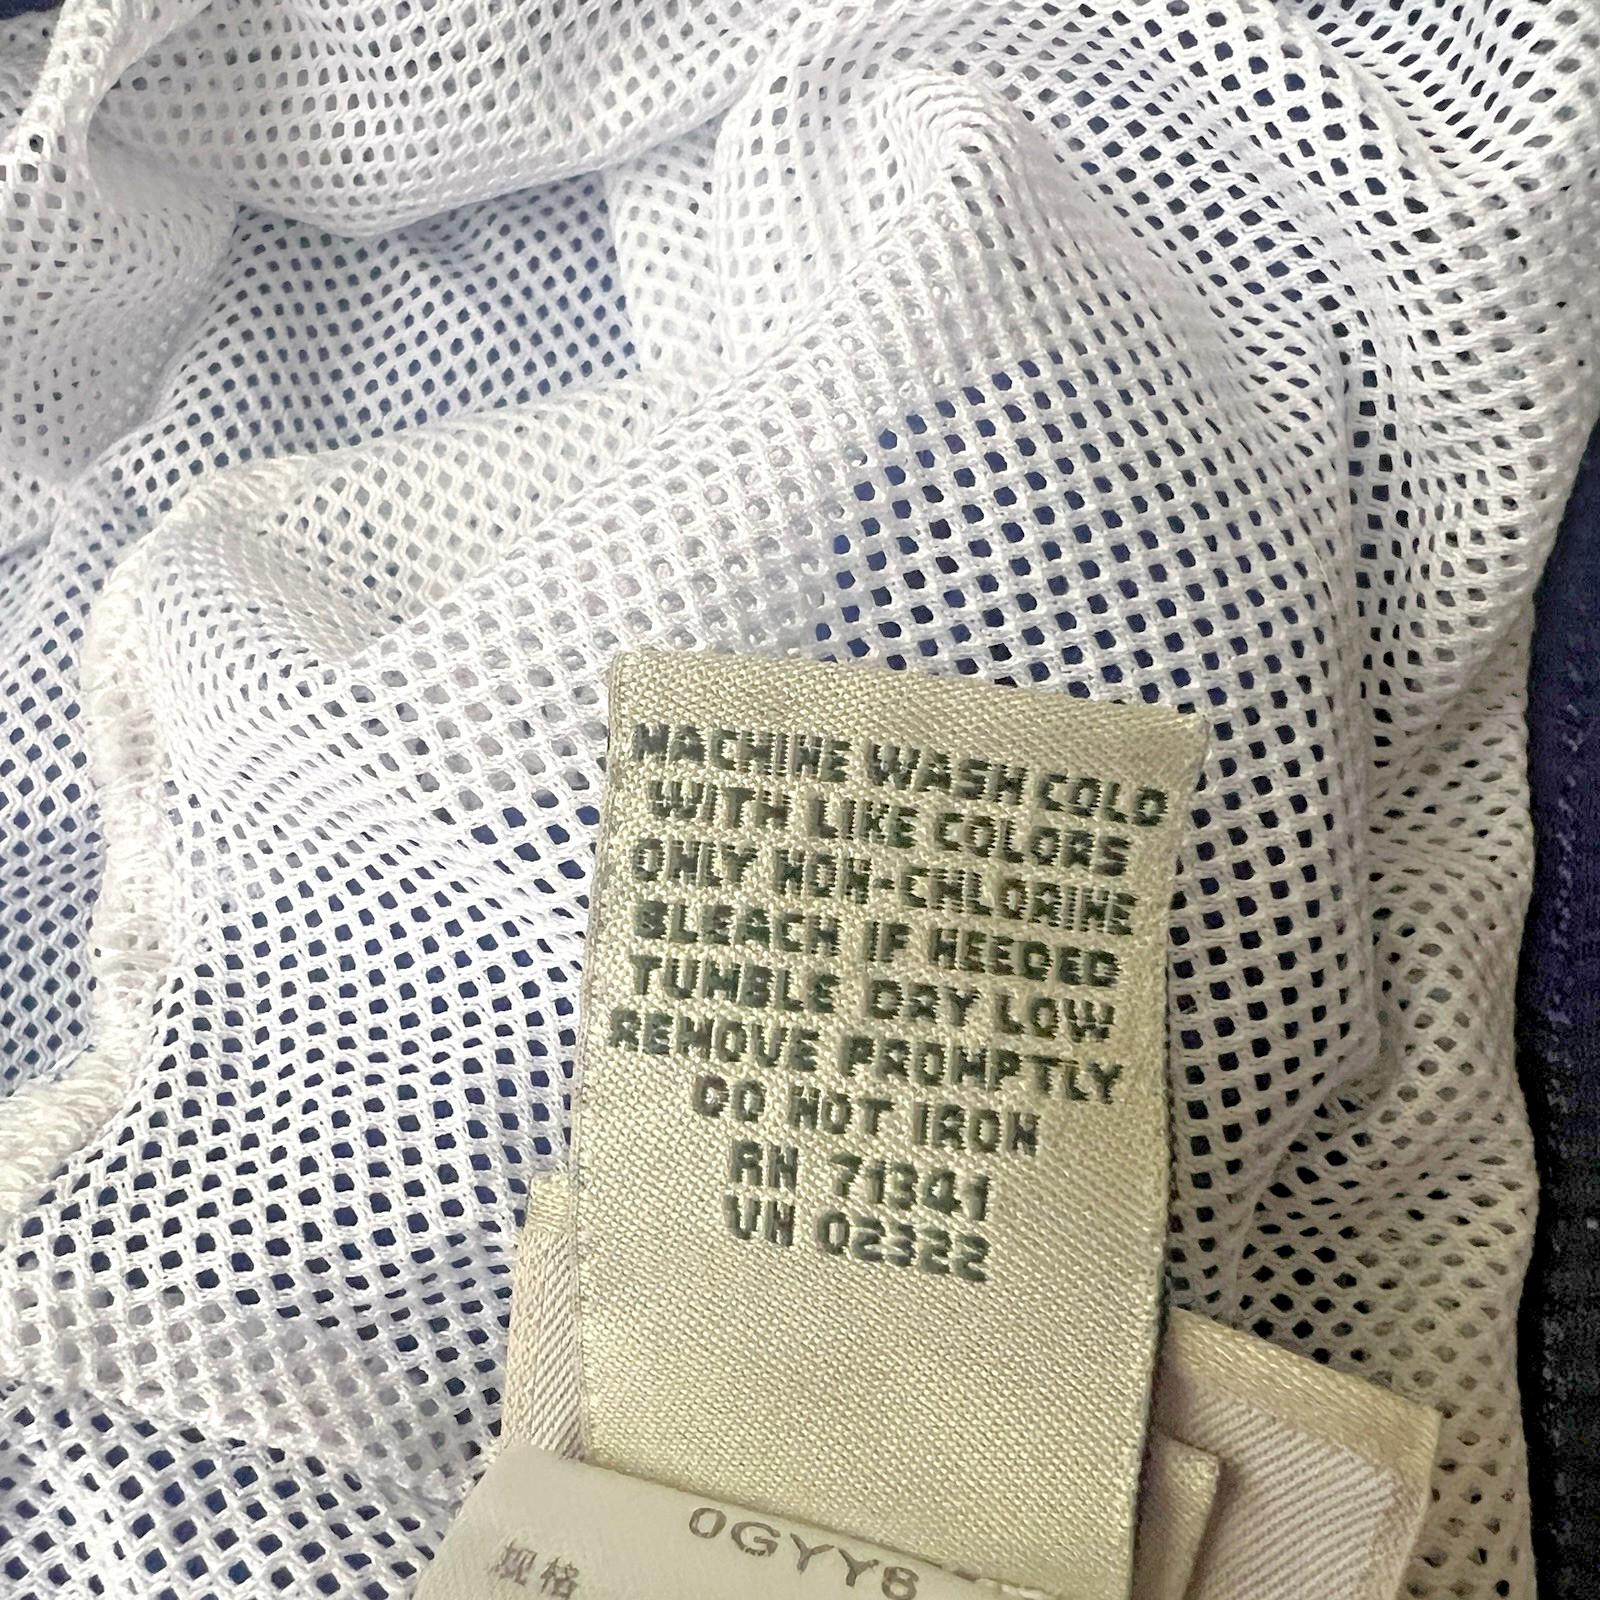 MACHINE WASH COLD
WITH LIKE COLORS
ONLY NON-CHLORINE
BLEACH IF NEEDED
TUMBLE DRY LOW
REMOVE PROMPTLY
DO NOT IRON
RN 71341
VN 02322
0GYY8
规格